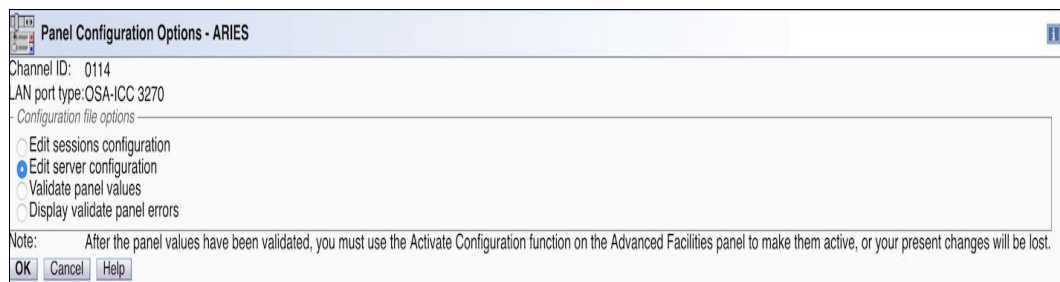 Panel Configuration Options - ARIES
i
Channel ID: 0114
LAN port type:OSA-ICC 3270
Configuration file options
Edit sessions configuration
Edit server configuration
Validate panel values
Display validate panel errors
Note: After the panel values have been validated, you must use the Activate Configuration function on the Advanced Facilities panel to make them active, or your present changes will be lost.
OK Cancel Help